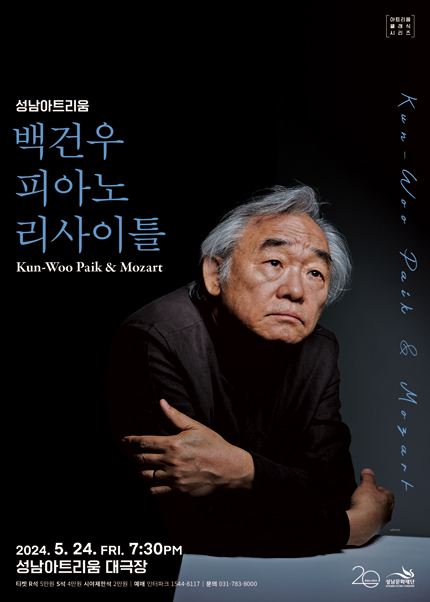 아트리움
클래식
시리즈
성남아트리움
백건우
피아노
리사이틀
Kun-Woo Paik & Mozart
Kun-Woo Paik & Mozart
2024. 5. 24. FRI. 7:30PM
성남아트리움 대극장
티켓 R석 5만원 S석 4만원 시야제한석 2만원 | 예매 인터파크 1544-8117 | 문의 031-783-8000
20
성남문화재단